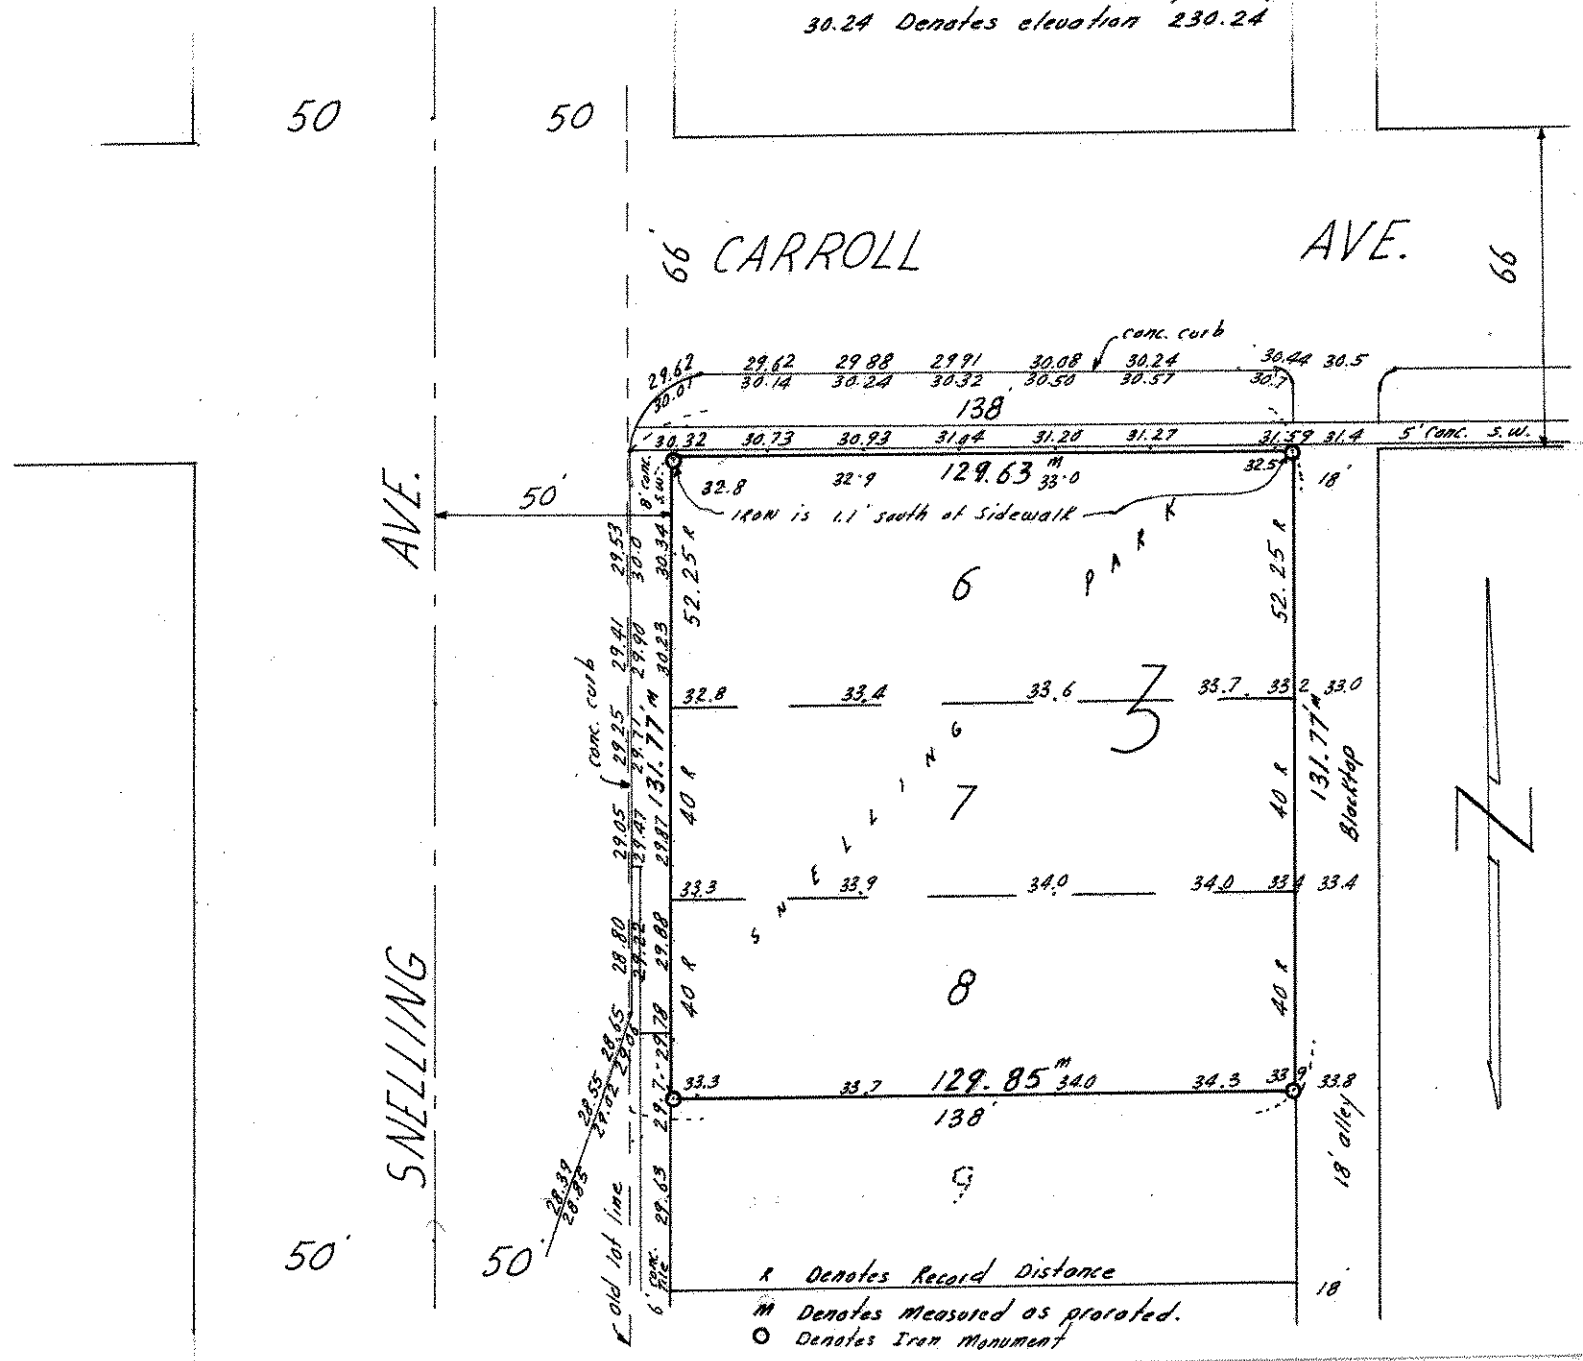 30.24 Denotes elevation 230.24
50 50
CARROLL AVE.
66'
66
conc. curb
29.62 29.62 29.88 29.91 30.08 30.24 30.44 30.5
30.01 30.14 30.24 30.32 30.50 30.57 30.7
138'
30.32 30.73 30.93 31.04 31.20 31.27 31.59 31.4 5' Conc. S.W.
129.63 m
32.8 32.9 33.0 32.5 18'
IRON is 1.1' south of Sidewalk
50'
8' conc. S.W.
SNELLING AVE.
29.53 29.41 29.25 29.05 28.80 28.65 28.55 28.39
30.0 29.90 29.71 29.47 29.22 29.06 29.02 28.85
30.34 30.23 29.87 29.88 29.78 29.7 29.63
conc. curb
131.77' M
52.25 R 52.25 R
6
SNELLING PARK
3
32.8 33.4 33.6 33.7 33.2 33.0
40 R 40 R
7
131.77' M
Blacktop
33.3 33.9 34.0 34.0 33.4 33.4
40 R 40 R
8
33.3 33.7 129.85 m 34.0 34.3 33.9 33.8
138'
9
18' alley
old lot line
6' conc. tile
50' 50'
18'
N
R Denotes Record Distance
M Denotes Measured as prorated.
O Denotes Iron Monument